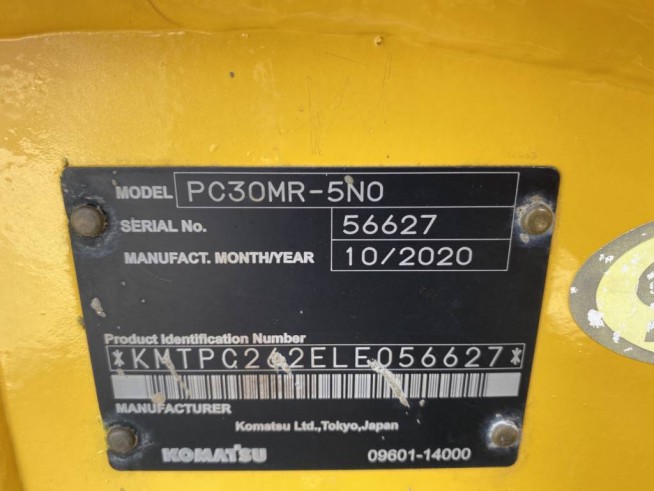 MODEL PC30MR-5N0
SERIAL No. 56627
MANUFACT. MONTH/YEAR 10/2020
Product Identification Number
MANUFACTURER
Komatsu Ltd.,Tokyo,Japan
KOMATSU 09601-14000